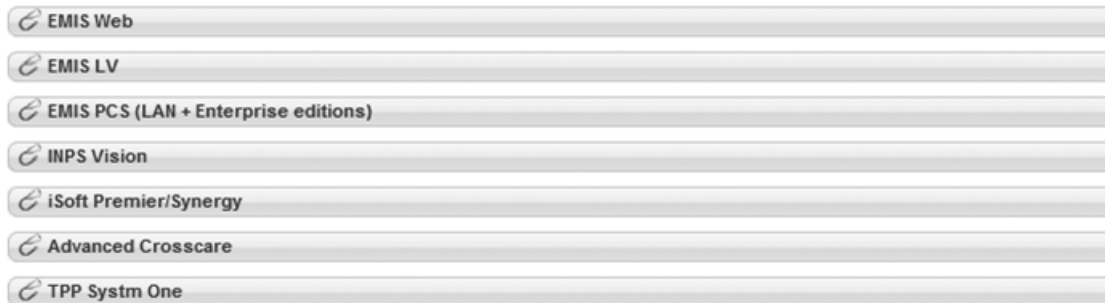 EMIS Web
EMIS LV
EMIS PCS (LAN + Enterprise editions)
INPS Vision
iSoft Premier/Synergy
Advanced Crosscare
TPP Systm One